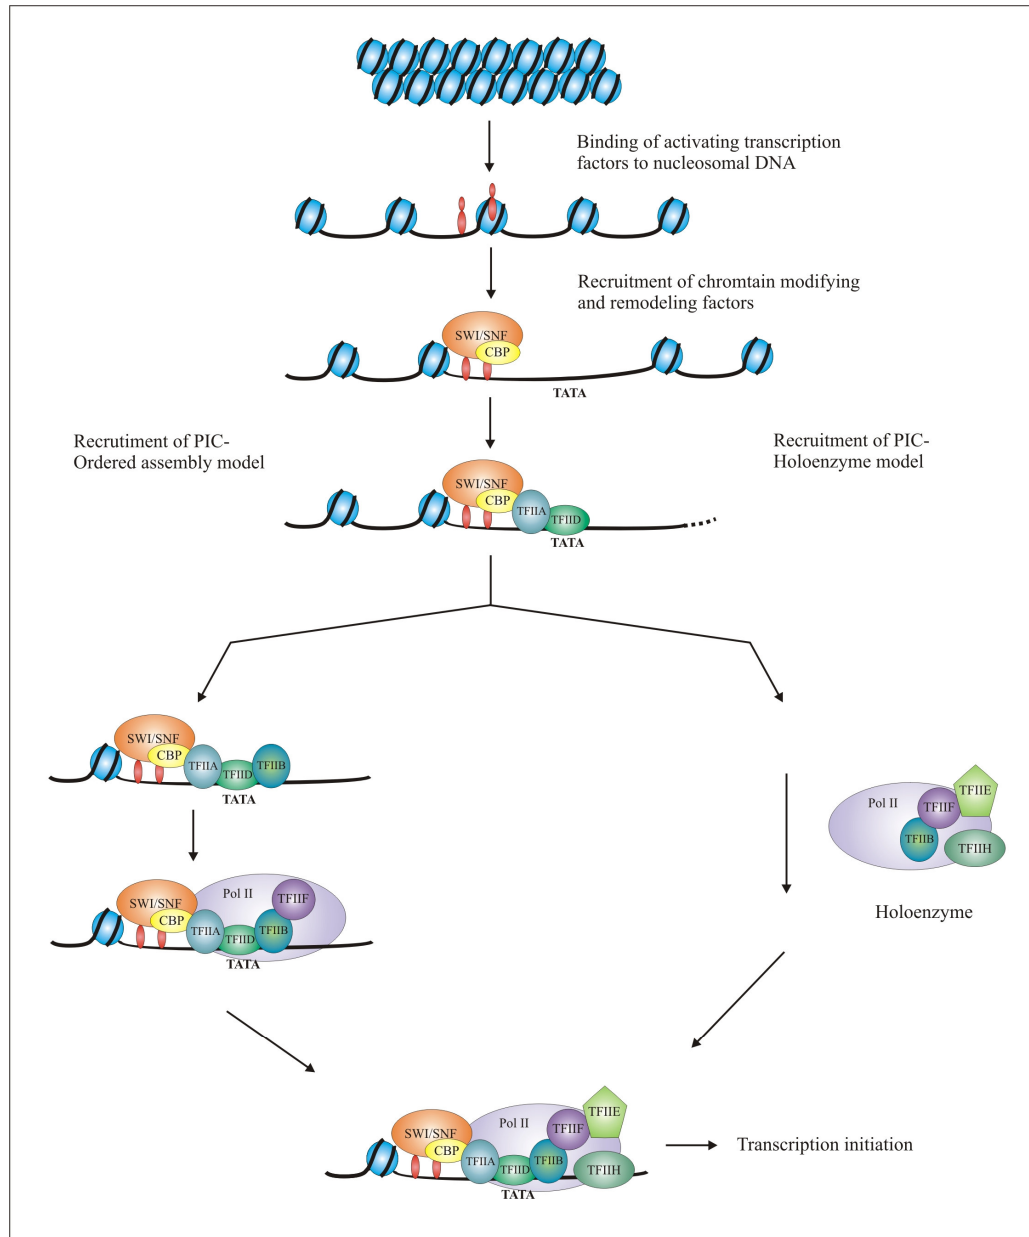 Binding of activating transcription
factors to nucleosomal DNA
Recruitment of chromtain modifying
and remodeling factors
SWI/SNF
CBP
TATA
Recrutiment of PIC-
Ordered assembly model
Recruitment of PIC-
Holoenzyme model
SWI/SNF
CBP
TFIIA
TFIID
TATA
SWI/SNF
CBP
TFIIA
TFIID
TFIIB
TATA
Pol II
TFIIE
TFIIF
TFIIB
TFIIH
Holoenzyme
SWI/SNF
CBP
Pol II
TFIIF
TFIIA
TFIID
TFIIB
TATA
SWI/SNF
CBP
Pol II
TFIIF
TFIIE
TFIIA
TFIID
TFIIB
TFIIH
TATA
Transcription initiation